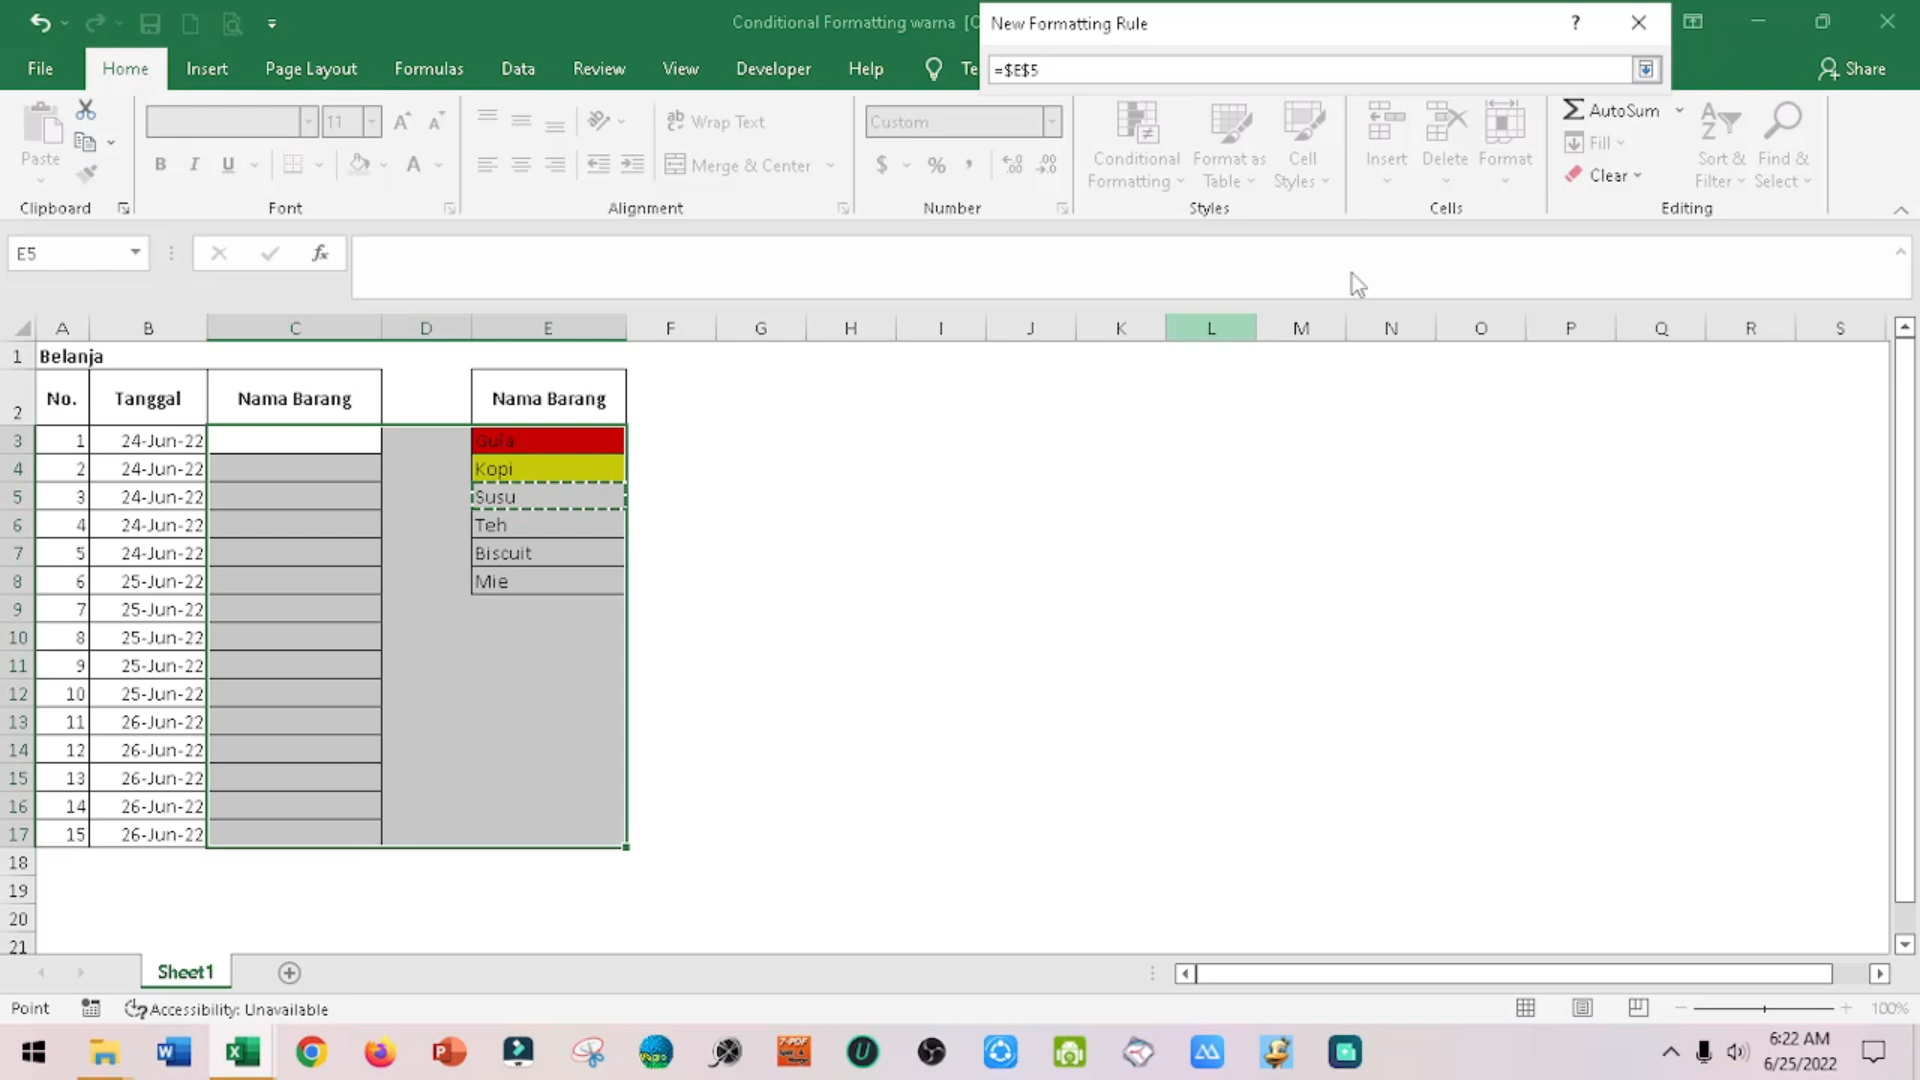 Conditional Formatting warna [C
New Formatting Rule
?
=$E$5
File Home Insert Page Layout Formulas Data Review View Developer Help Te
Share
11
Custom
Wrap Text
Merge & Center
B I U
$ % ,
Paste
Conditional Formatting
Format as Table
Cell Styles
Insert
Delete
Format
AutoSum
Fill
Clear
Sort & Filter
Find & Select
Clipboard Font Alignment Number Styles Cells Editing
E5
fx
A B C D E F G H I J K L M N O P Q R S
1 Belanja
2 No. Tanggal Nama Barang Nama Barang
3 1 24-Jun-22 Gula
4 2 24-Jun-22 Kopi
5 3 24-Jun-22 Susu
6 4 24-Jun-22 Teh
7 5 24-Jun-22 Biscuit
8 6 25-Jun-22 Mie
9 7 25-Jun-22
10 8 25-Jun-22
11 9 25-Jun-22
12 10 25-Jun-22
13 11 26-Jun-22
14 12 26-Jun-22
15 13 26-Jun-22
16 14 26-Jun-22
17 15 26-Jun-22
18
19
20
21
Sheet1
Point
Accessibility: Unavailable
100%
6:22 AM
6/25/2022